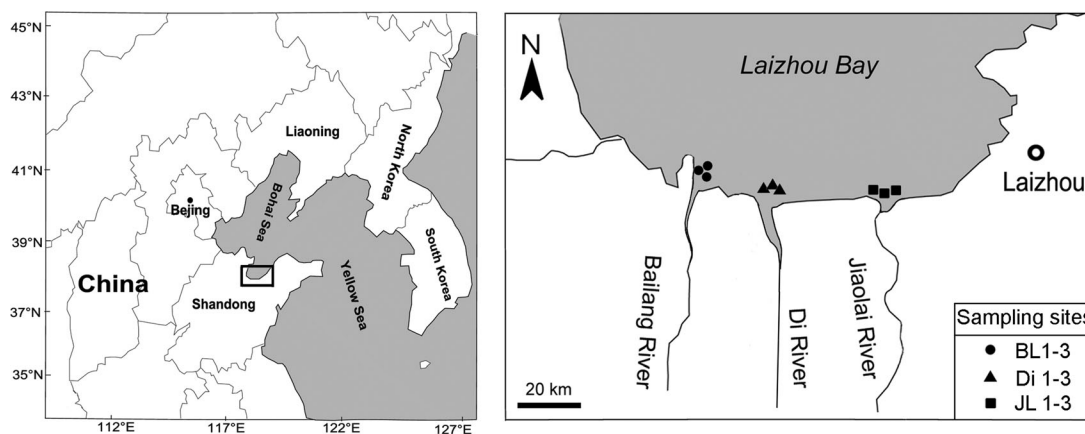 45°N
43°N
41°N
39°N
37°N
35°N
112°E
117°E
122°E
127°E
Liaoning
North Korea
Bejing
Bohai Sea
China
Shandong
Yellow Sea
South Korea
N
Laizhou Bay
Laizhou
Bailang River
Di River
Jiaolai River
20 km
Sampling sites
BL1-3
Di 1-3
JL 1-3